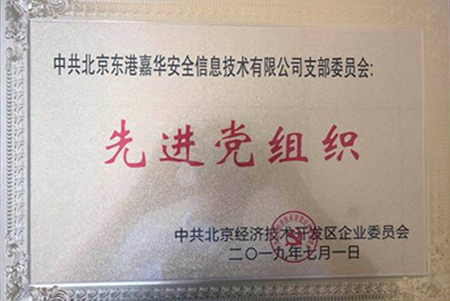 中共北京东港嘉华安全信息技术有限公司支部委员会:
先进党组织
中共北京经济技术开发区企业委员会
二〇一九年七月一日